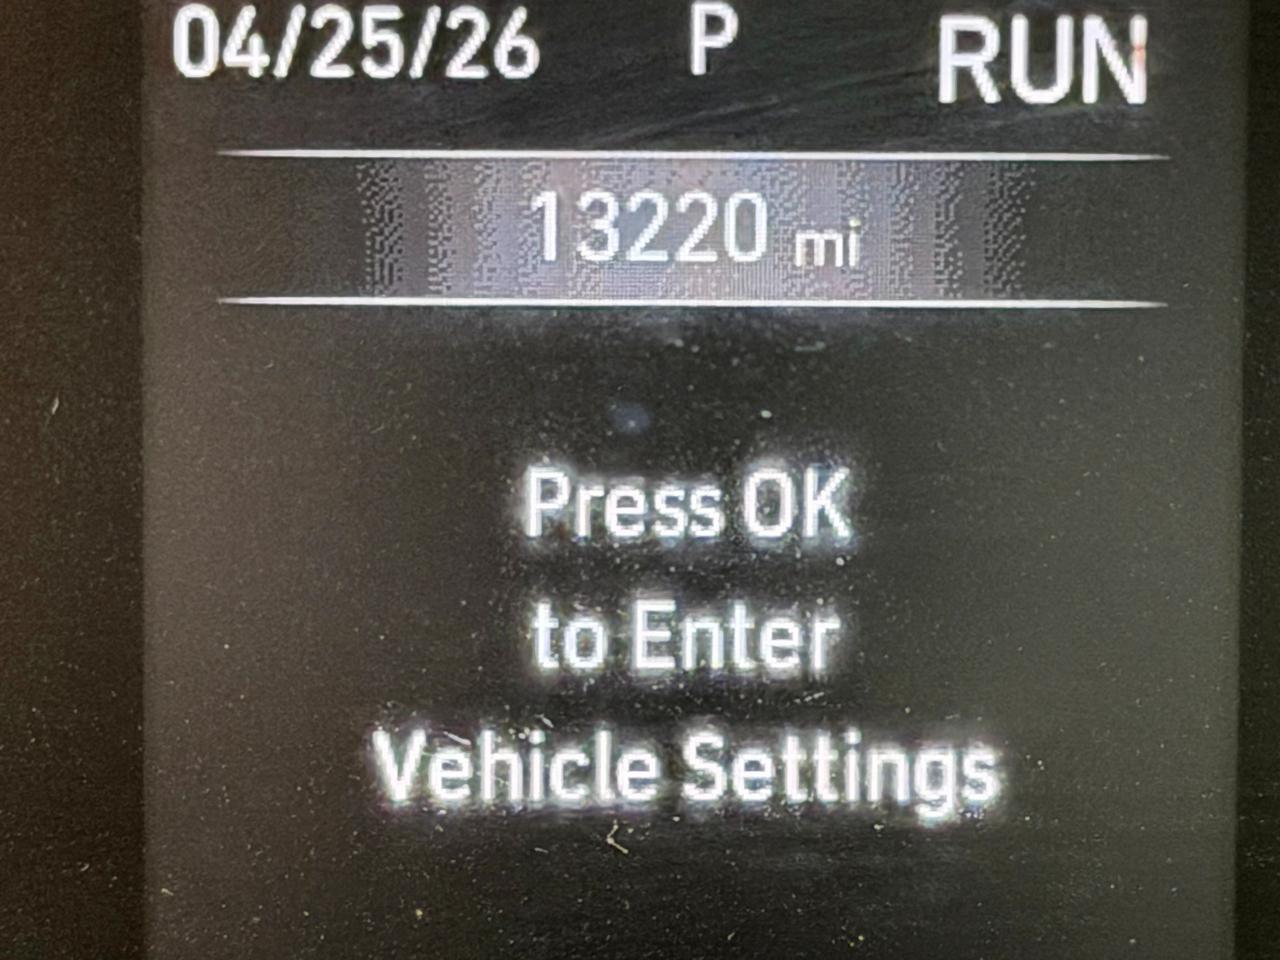 04/25/26 P RUN
13220 mi
Press OK
to Enter
Vehicle Settings